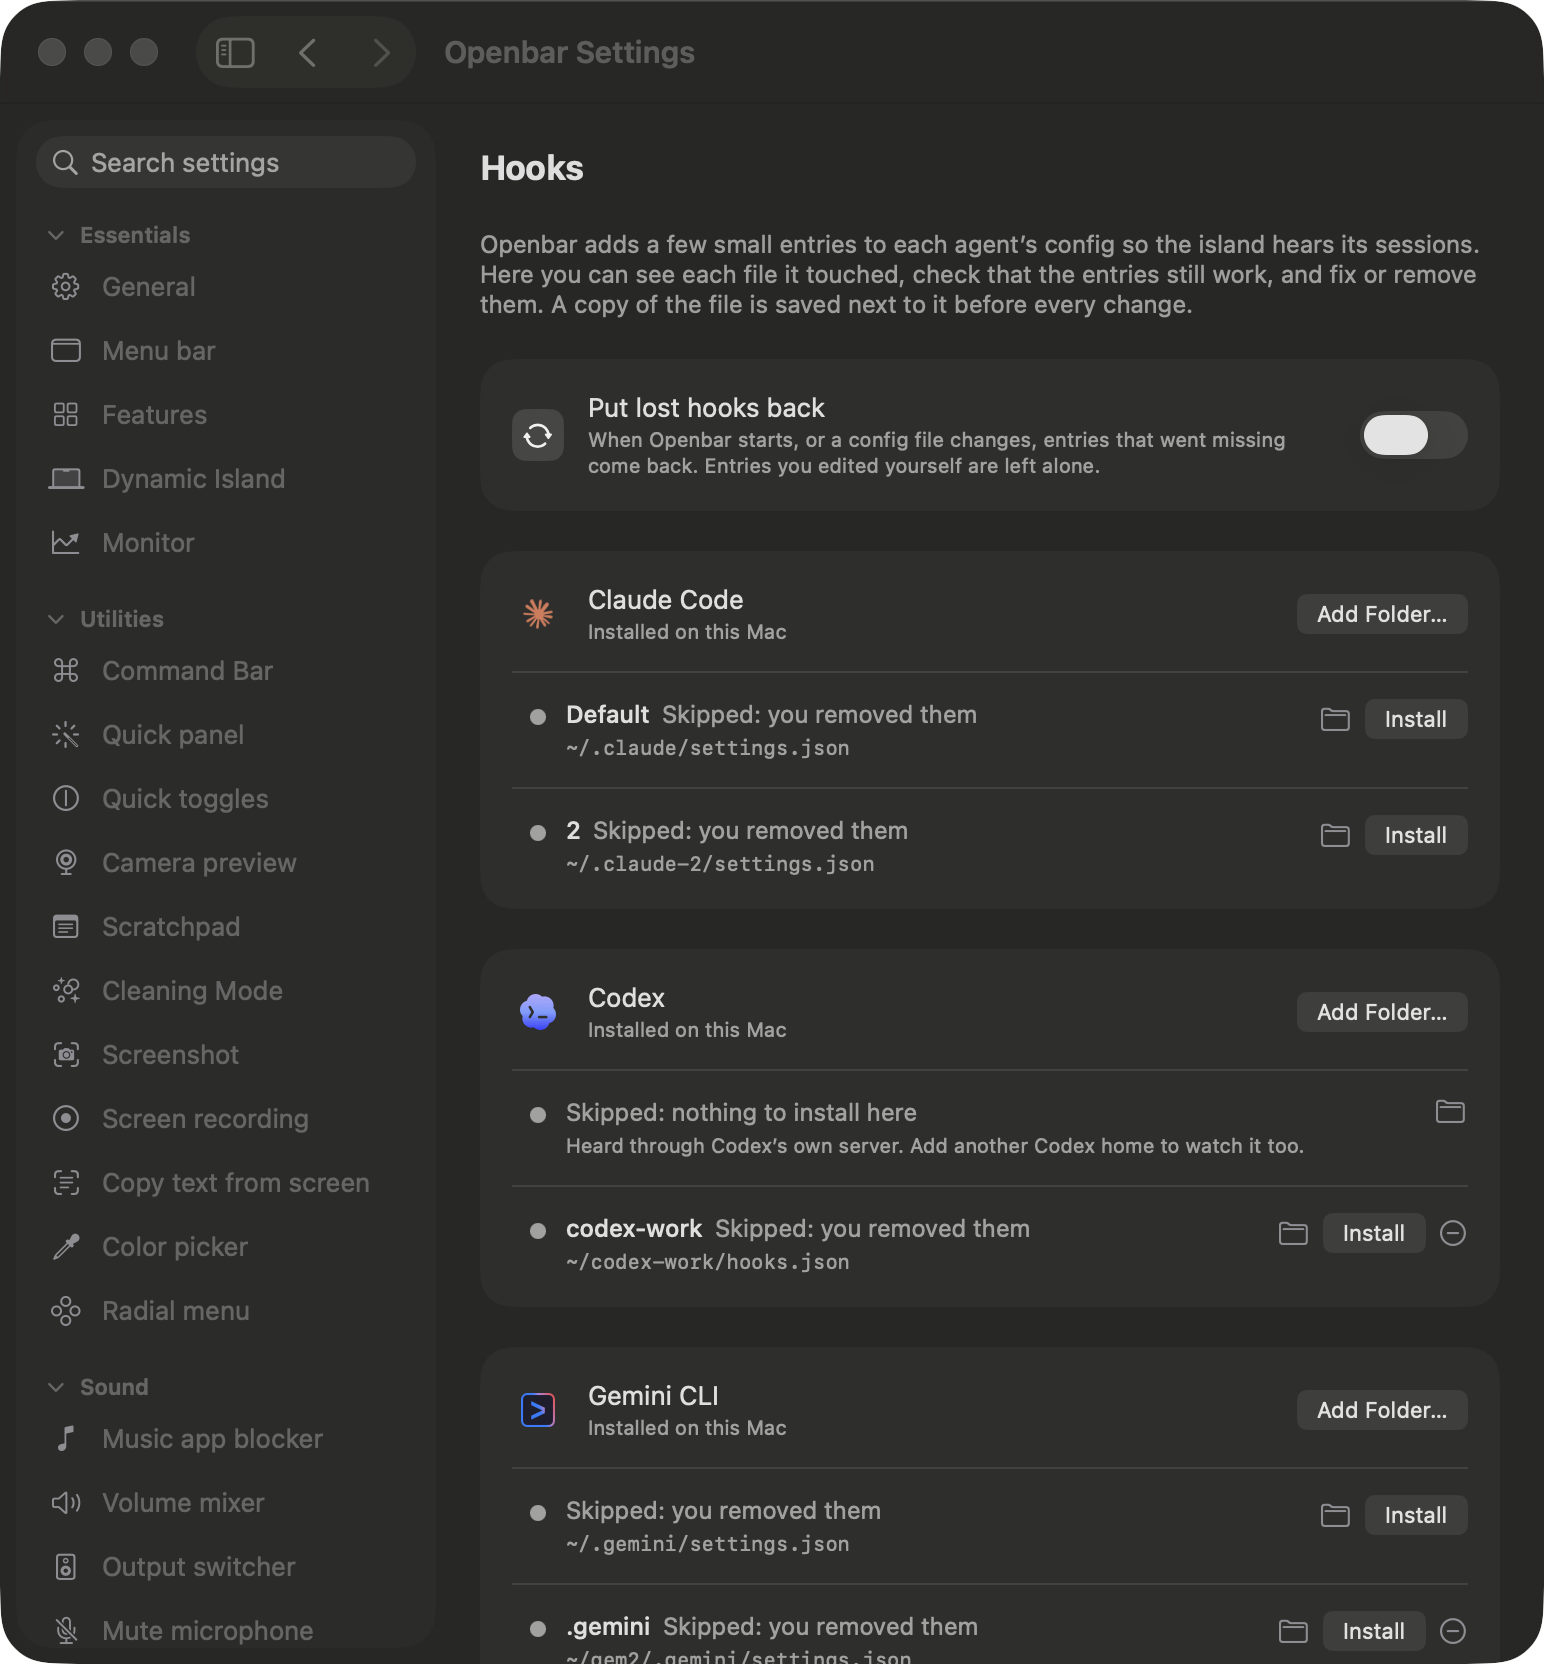 Openbar Settings
Search settings
Essentials
General
Menu bar
Features
Dynamic Island
Monitor
Utilities
Command Bar
Quick panel
Quick toggles
Camera preview
Scratchpad
Cleaning Mode
Screenshot
Screen recording
Copy text from screen
Color picker
Radial menu
Sound
Music app blocker
Volume mixer
Output switcher
Mute microphone
Hooks
Openbar adds a few small entries to each agent’s config so the island hears its sessions.
Here you can see each file it touched, check that the entries still work, and fix or remove
them. A copy of the file is saved next to it before every change.
Put lost hooks back
When Openbar starts, or a config file changes, entries that went missing
come back. Entries you edited yourself are left alone.
Claude Code
Installed on this Mac
Add Folder...
Default Skipped: you removed them
~/.claude/settings.json
Install
2 Skipped: you removed them
~/.claude-2/settings.json
Install
Codex
Installed on this Mac
Add Folder...
Skipped: nothing to install here
Heard through Codex’s own server. Add another Codex home to watch it too.
codex-work Skipped: you removed them
~/codex-work/hooks.json
Install
Gemini CLI
Installed on this Mac
Add Folder...
Skipped: you removed them
~/.gemini/settings.json
Install
.gemini Skipped: you removed them
~/gem2/.gemini/settings.json
Install